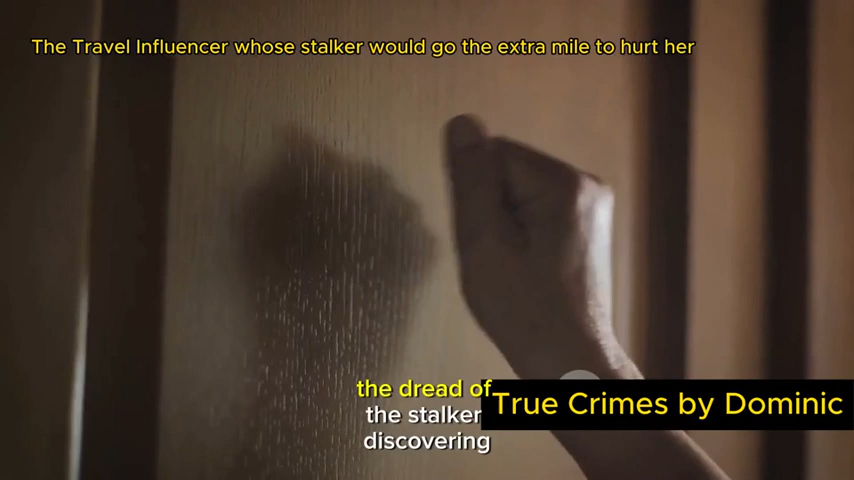 The Travel Influencer whose stalker would go the extra mile to hurt her
the dread of
the stalker
discovering
True Crimes by Dominic